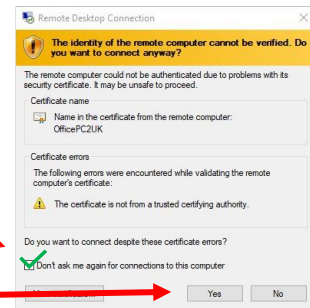 Remote Desktop Connection
The identity of the remote computer cannot be verified. Do
you want to connect anyway?
The remote computer could not be authenticated due to problems with its
security certificate. It may be unsafe to proceed.
Certificate name
Name in the certificate from the remote computer:
OfficePC2UK
Certificate errors
The following errors were encountered while validating the remote
computer's certificate:
The certificate is not from a trusted certifying authority.
Do you want to connect despite these certificate errors?
Don't ask me again for connections to this computer
Yes
No